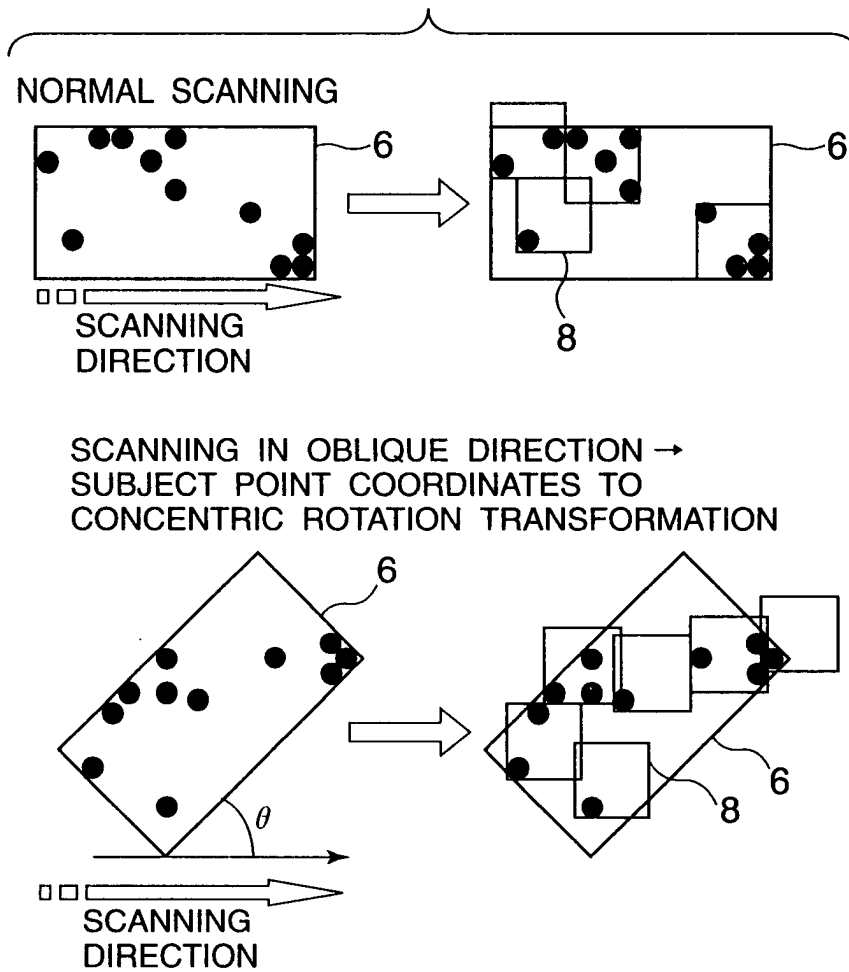 NORMAL SCANNING
6
6
SCANNING
DIRECTION
8
SCANNING IN OBLIQUE DIRECTION →
SUBJECT POINT COORDINATES TO
CONCENTRIC ROTATION TRANSFORMATION
6
6
8
θ
SCANNING
DIRECTION